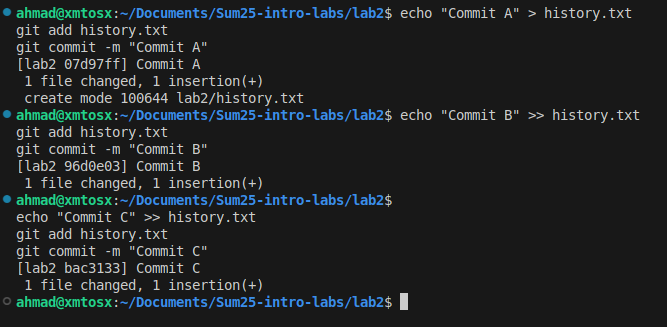 ahmad@xmtosx:~/Documents/Sum25-intro-labs/lab2$ echo "Commit A" > history.txt
git add history.txt
git commit -m "Commit A"
[lab2 07d97ff] Commit A
 1 file changed, 1 insertion(+)
 create mode 100644 lab2/history.txt
ahmad@xmtosx:~/Documents/Sum25-intro-labs/lab2$ echo "Commit B" >> history.txt
git add history.txt
git commit -m "Commit B"
[lab2 96d0e03] Commit B
 1 file changed, 1 insertion(+)
ahmad@xmtosx:~/Documents/Sum25-intro-labs/lab2$
echo "Commit C" >> history.txt
git add history.txt
git commit -m "Commit C"
[lab2 bac3133] Commit C
 1 file changed, 1 insertion(+)
ahmad@xmtosx:~/Documents/Sum25-intro-labs/lab2$